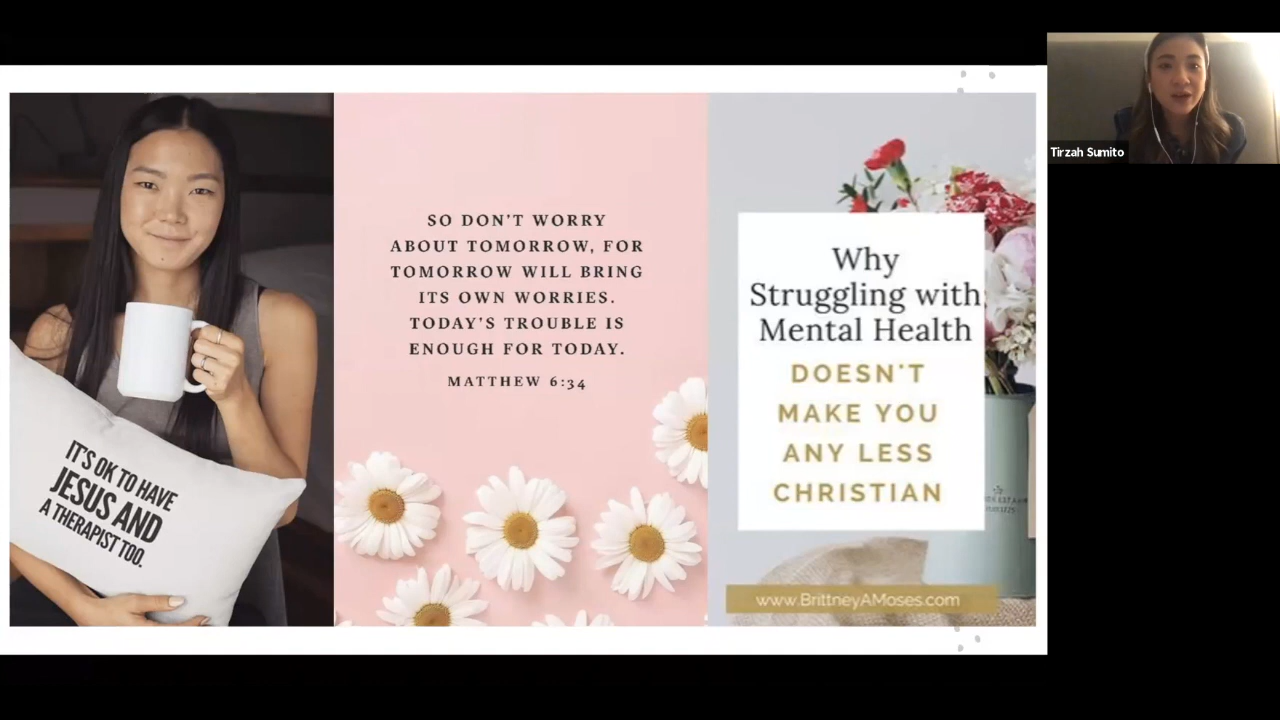 IT'S OK TO HAVE
JESUS AND
A THERAPIST TOO.
SO DON'T WORRY
ABOUT TOMORROW, FOR
TOMORROW WILL BRING
ITS OWN WORRIES.
TODAY'S TROUBLE IS
ENOUGH FOR TODAY.
MATTHEW 6:34
Why
Struggling with
Mental Health
DOESN'T
MAKE YOU
ANY LESS
CHRISTIAN
www.BrittneyAMoses.com
Tirzah Sumito